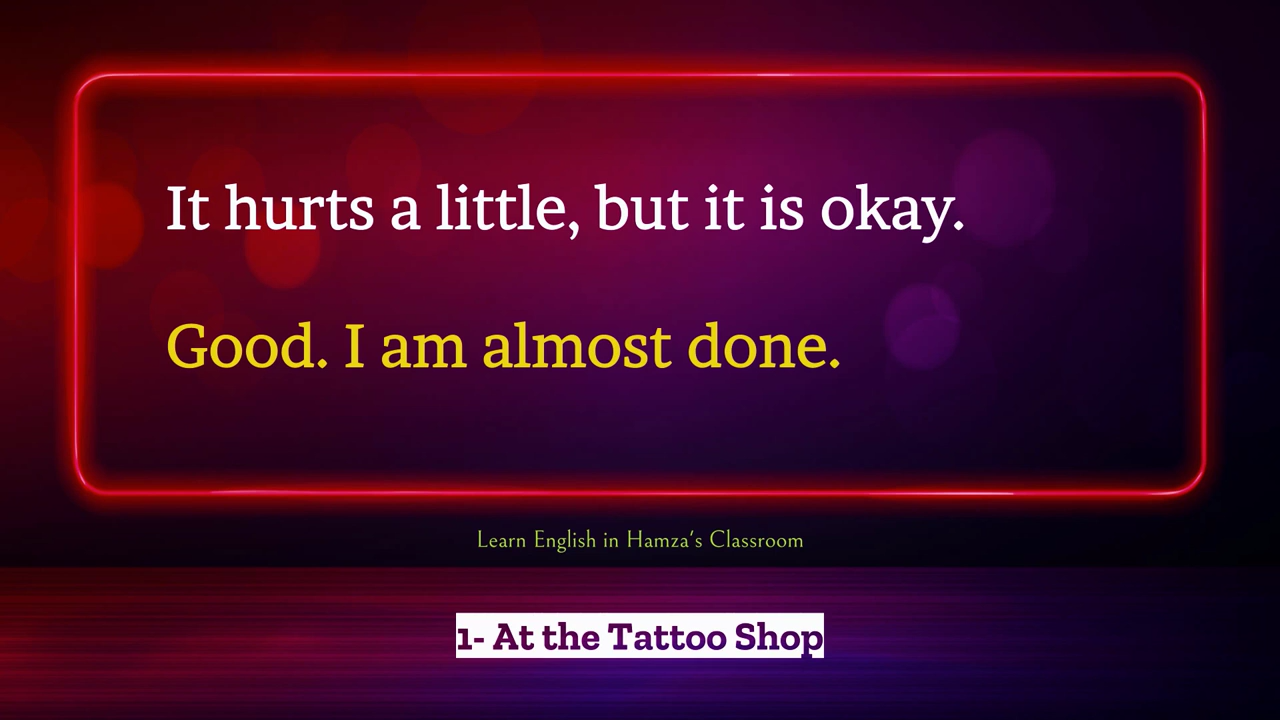 It hurts a little, but it is okay.
Good. I am almost done.
Learn English in Hamza's Classroom
1- At the Tattoo Shop